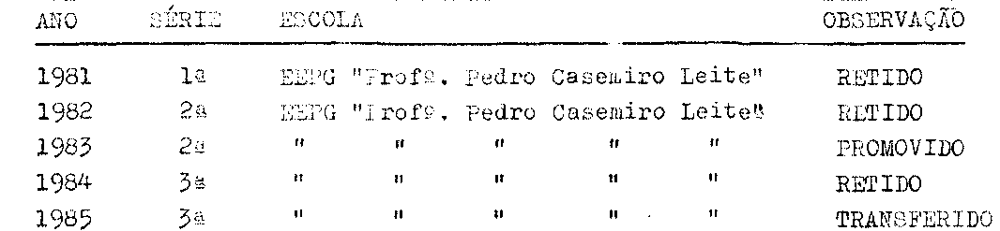 ANO SÉRIE ESCOLA OBSERVAÇÃO
1981 1ª EEPG "Profº. Pedro Casemiro Leite" RETIDO
1982 2ª EEPG "Profº. Pedro Casemiro Leite" RETIDO
1983 2ª " " " " " PROMOVIDO
1984 3ª " " " " " RETIDO
1985 3ª " " " " " TRANSFERIDO